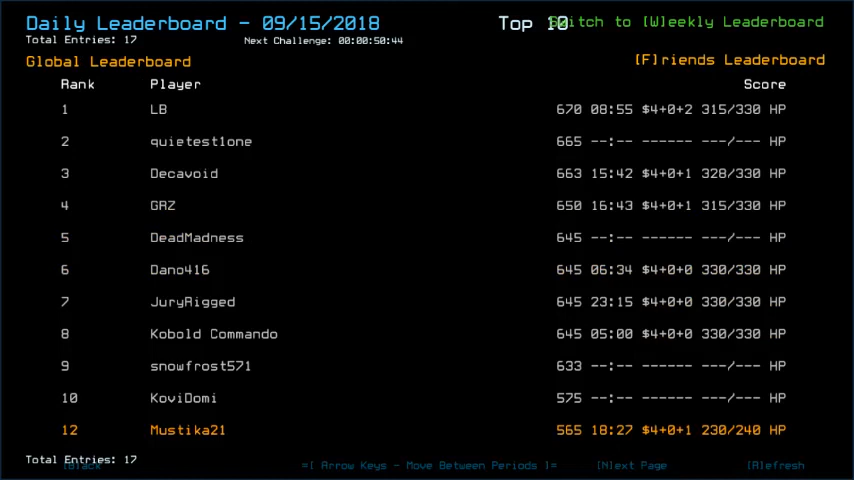 Daily Leaderboard - 09/15/2018 Top 10 Switch to [W]eekly Leaderboard
Total Entries: 17 Next Challenge: 00:00:50:44
Global Leaderboard [F]riends Leaderboard
Rank Player Score
1 LB 670 08:55 $4+0+2 315/330 HP
2 quietest1one 665 --:-- ------ ---/--- HP
3 Decavoid 663 15:42 $4+0+1 328/330 HP
4 GRZ 650 16:43 $4+0+1 315/330 HP
5 DeadMadness 645 --:-- ------ ---/--- HP
6 Dano416 645 06:34 $4+0+0 330/330 HP
7 JuryRigged 645 23:15 $4+0+0 330/330 HP
8 Kobold Commando 645 05:00 $4+0+0 330/330 HP
9 snowfrost571 633 --:-- ------ ---/--- HP
10 KoviDomi 575 --:-- ------ ---/--- HP
12 Mustika21 565 18:27 $4+0+1 230/240 HP
Total Entries: 17
[B]ack =[ Arrow Keys - Move Between Periods ]= [N]ext Page [R]efresh